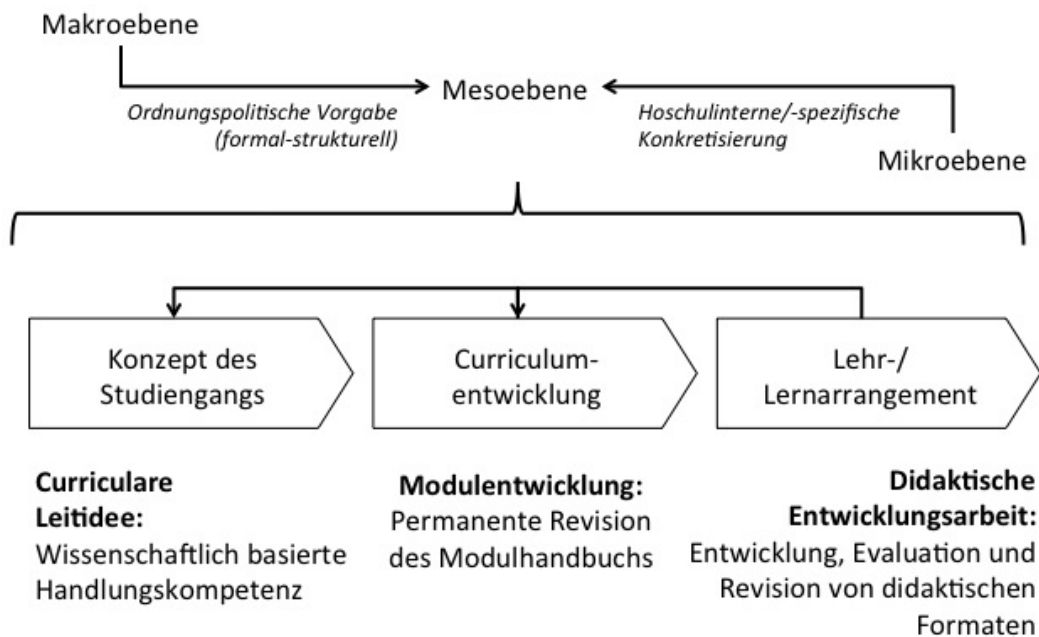 Makroebene
Mesoebene
Ordnungspolitische Vorgabe
(formal-strukturell)
Hoschulinterne/-spezifische
Konkretisierung
Mikroebene
Konzept des
Studiengangs
Curriculum-
entwicklung
Lehr-/
Lernarrangement
Curriculare
Leitidee:
Wissenschaftlich basierte
Handlungskompetenz
Modulentwicklung:
Permanente Revision
des Modulhandbuchs
Didaktische
Entwicklungsarbeit:
Entwicklung, Evaluation und
Revision von didaktischen
Formaten